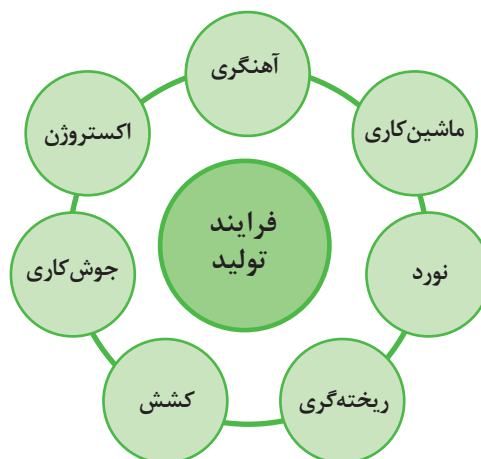 آهنگری
ماشین‌کاری
نورد
ریخته‌گری
کشش
جوش‌کاری
اکستروژن
فرایند
تولید